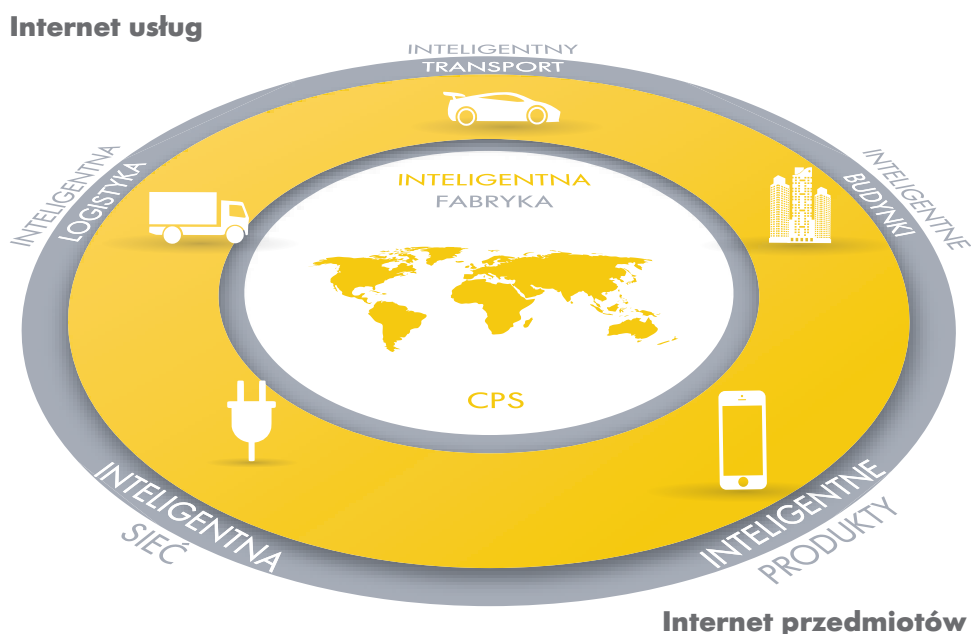 Internet usług
INTELIGENTNY
TRANSPORT
INTELIGENTNA
LOGISTYKA
INTELIGENTNE
BUDYNKI
INTELIGENTNA
FABRYKA
CPS
INTELIGENTNA
SIEĆ
INTELIGENTNE
PRODUKTY
Internet przedmiotów